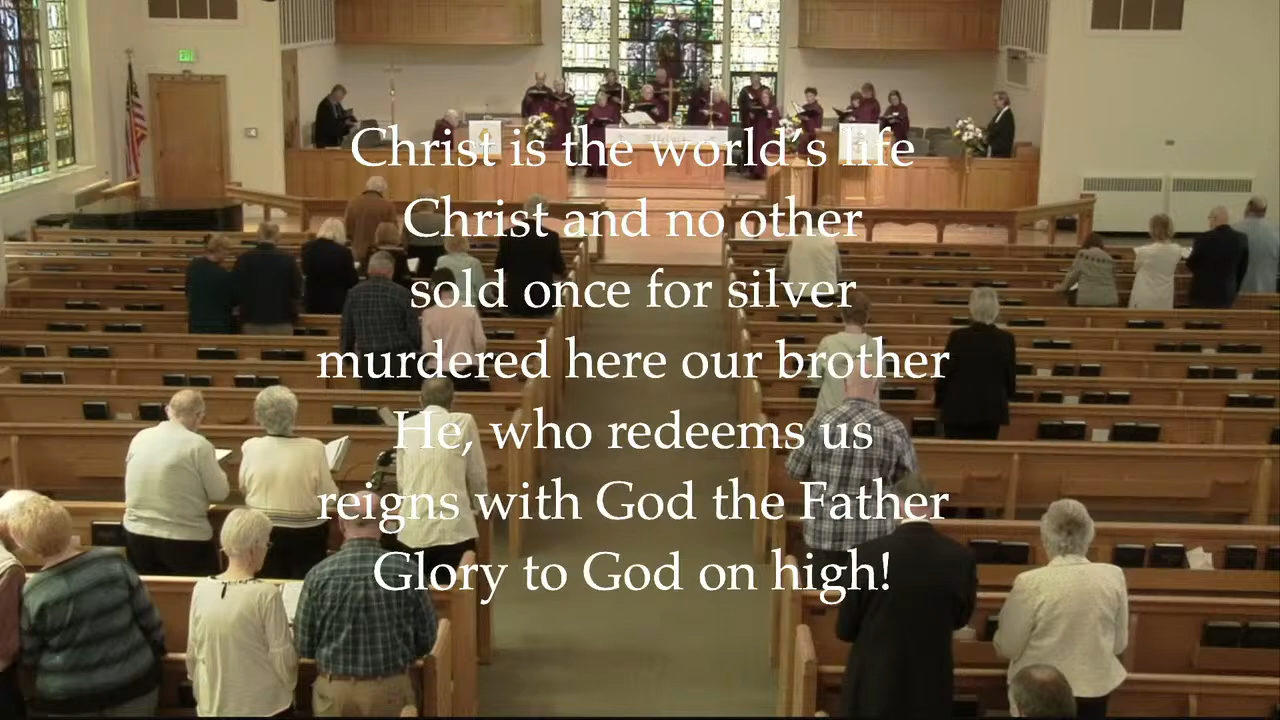 Christ is the world's life
Christ and no other
sold once for silver
murdered here our brother
He, who redeems us
reigns with God the Father
Glory to God on high!